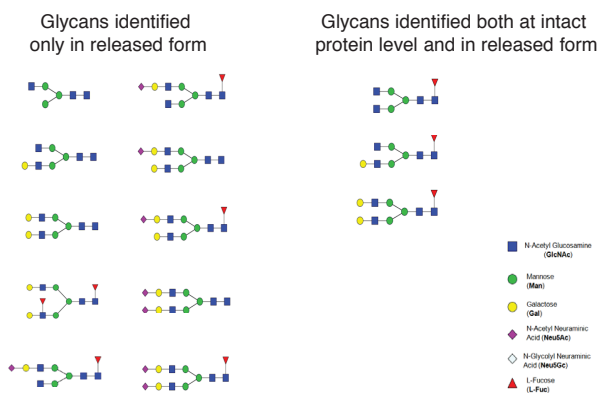 Glycans identified
only in released form
Glycans identified both at intact
protein level and in released form
N-Acetyl Glucosamine
(GlcNAc)
Mannose
(Man)
Galactose
(Gal)
N-Acetyl Neuraminic
Acid (Neu5Ac)
N-Glycolyl Neuraminic
Acid (Neu5Gc)
L-Fucose
(L-Fuc)